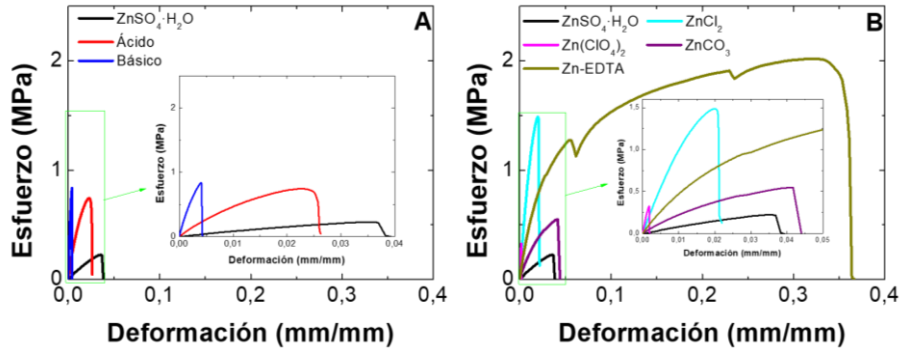 A
ZnSO₄·H₂O
Ácido
Básico
Esfuerzo (MPa)
2
1
0
0,0 0,1 0,2 0,3 0,4
Deformación (mm/mm)
Esfuerzo (MPa)
2
1
0
0,00 0,01 0,02 0,03 0,04
Deformación (mm/mm)
B
ZnSO₄·H₂O ZnCl₂
Zn(ClO₄)₂ ZnCO₃
Zn-EDTA
Esfuerzo (MPa)
2
1
0
0,0 0,1 0,2 0,3 0,4
Deformación (mm/mm)
Esfuerzo (MPa)
1,5
1,0
0,5
0,0
0,00 0,01 0,02 0,03 0,04 0,05
Deformación (mm/mm)